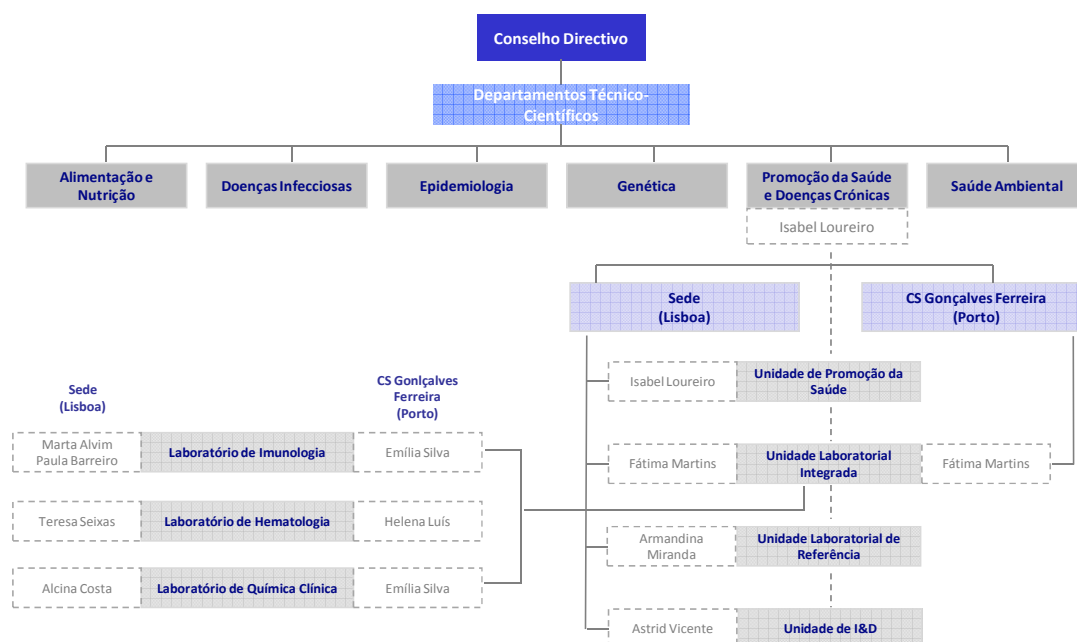 Conselho Directivo
Departamentos Técnico-
Científicos
Alimentação e
Nutrição
Doenças Infecciosas
Epidemiologia
Genética
Promoção da Saúde
e Doenças Crónicas
Saúde Ambiental
Isabel Loureiro
Sede
(Lisboa)
CS Gonçalves Ferreira
(Porto)
Isabel Loureiro
Unidade de Promoção da
Saúde
Fátima Martins
Unidade Laboratorial
Integrada
Fátima Martins
Armandina
Miranda
Unidade Laboratorial de
Referência
Astrid Vicente
Unidade de I&D
Sede
(Lisboa)
CS Gonlçalves
Ferreira
(Porto)
Marta Alvim
Paula Barreiro
Laboratório de Imunologia
Emília Silva
Teresa Seixas
Laboratório de Hematologia
Helena Luís
Alcina Costa
Laboratório de Química Clínica
Emília Silva